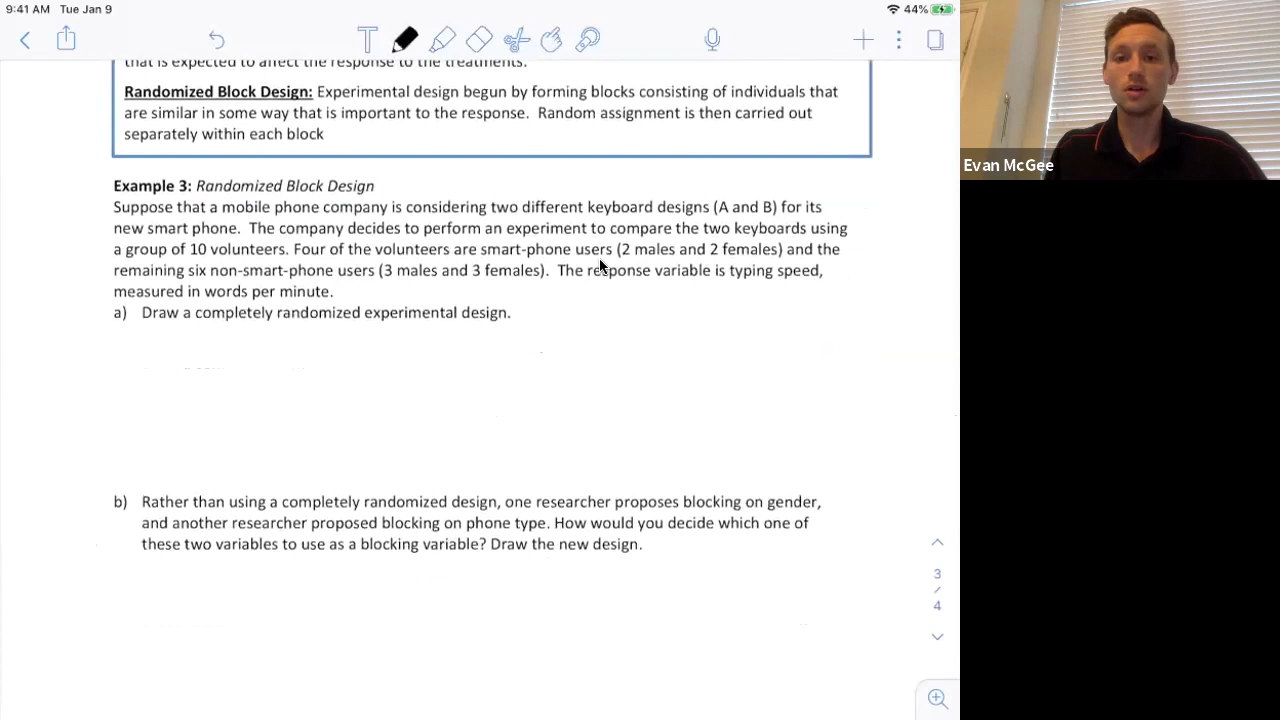 9:41 AM Tue Jan 9
44%
that is expected to affect the response to the treatments.
Randomized Block Design: Experimental design begun by forming blocks consisting of individuals that
are similar in some way that is important to the response. Random assignment is then carried out
separately within each block
Example 3: Randomized Block Design
Suppose that a mobile phone company is considering two different keyboard designs (A and B) for its
new smart phone. The company decides to perform an experiment to compare the two keyboards using
a group of 10 volunteers. Four of the volunteers are smart-phone users (2 males and 2 females) and the
remaining six non-smart-phone users (3 males and 3 females). The response variable is typing speed,
measured in words per minute.
a) Draw a completely randomized experimental design.
b) Rather than using a completely randomized design, one researcher proposes blocking on gender,
and another researcher proposed blocking on phone type. How would you decide which one of
these two variables to use as a blocking variable? Draw the new design.
3
/
4
Evan McGee